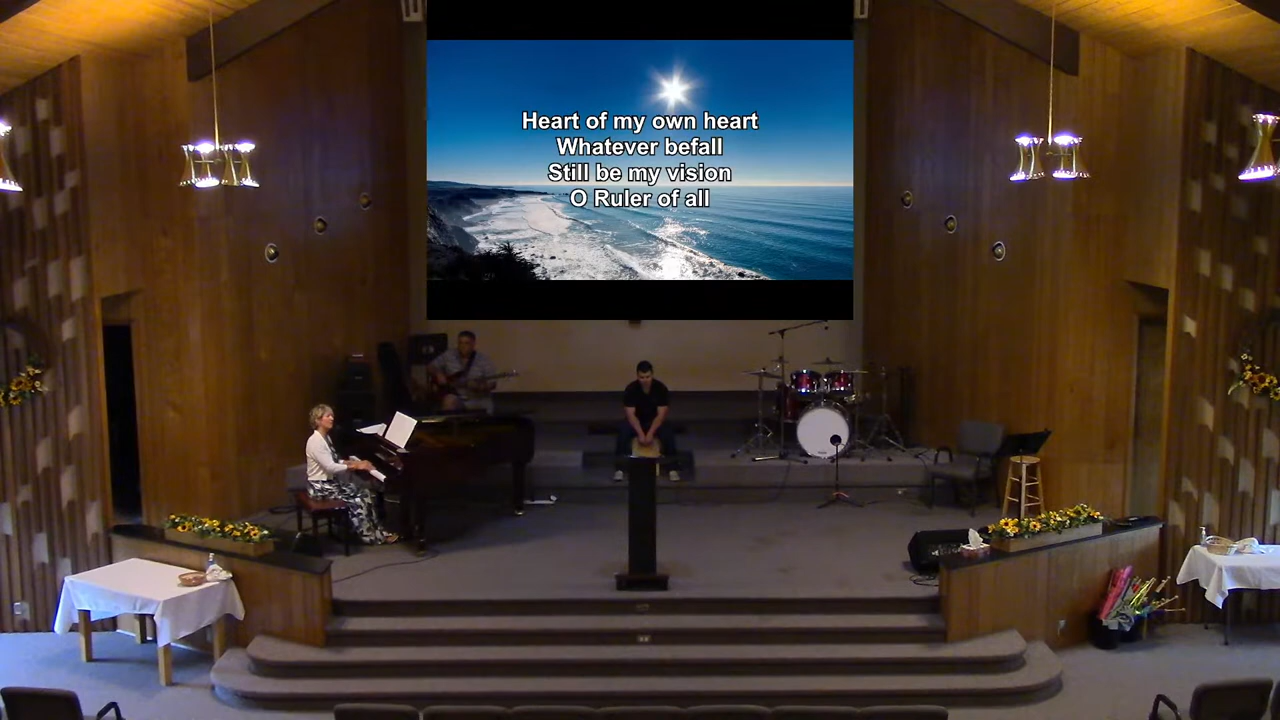 Heart of my own heart
Whatever befall
Still be my vision
O Ruler of all